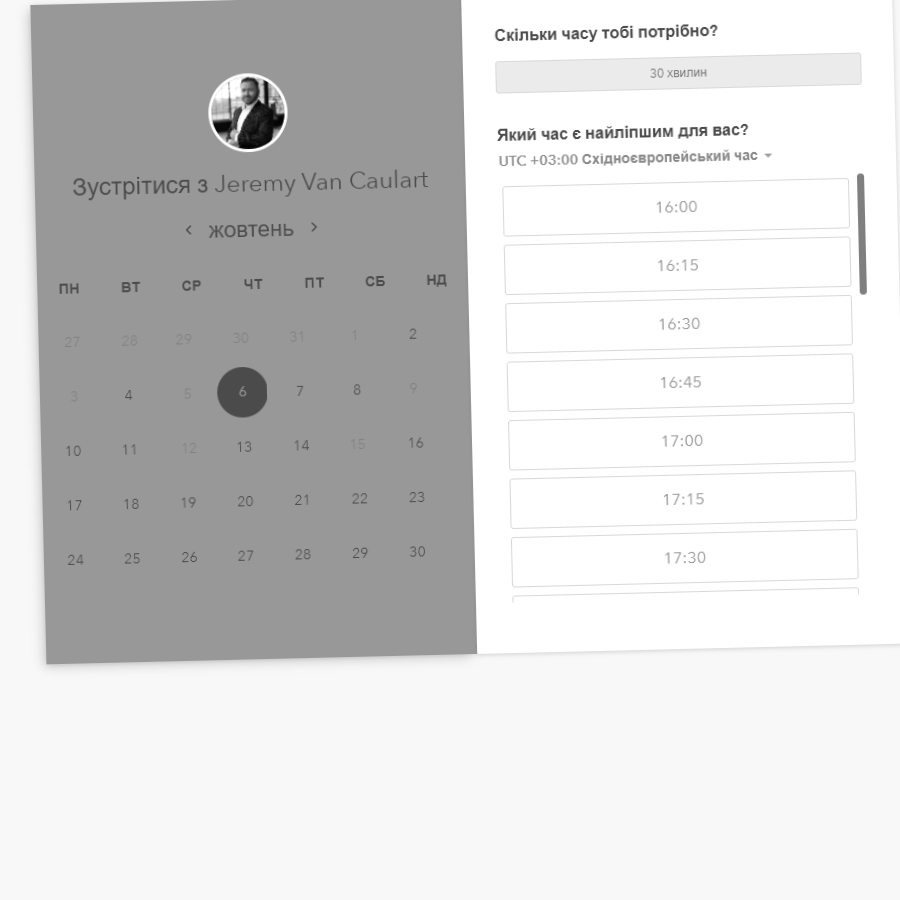 Зустрітися з Jeremy Van Caulart
‹ жовтень ›
ПН ВТ СР ЧТ ПТ СБ НД
27 28 29 30 31 1 2
3 4 5 6 7 8 9
10 11 12 13 14 15 16
17 18 19 20 21 22 23
24 25 26 27 28 29 30
Скільки часу тобі потрібно?
30 хвилин
Який час є найліпшим для вас?
UTC +03:00 Східноєвропейський час
16:00
16:15
16:30
16:45
17:00
17:15
17:30